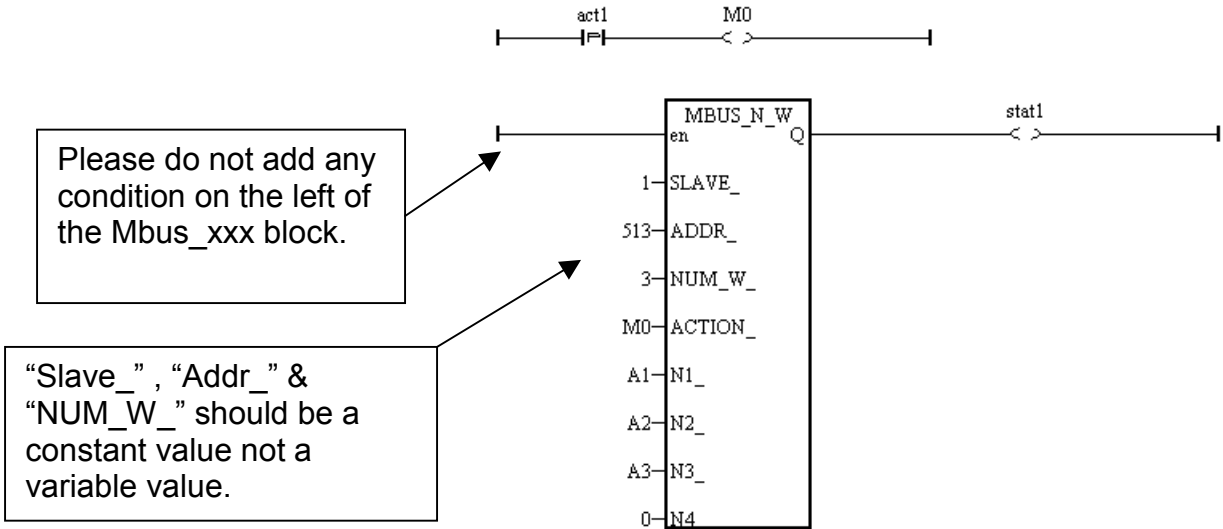 act1 M0
P
MBUS_N_W stat1
en Q
Please do not add any
condition on the left of
the Mbus_xxx block.
1 SLAVE_
513 ADDR_
3 NUM_W_
M0 ACTION_
A1 N1_
“Slave_” , “Addr_” &
“NUM_W_” should be a
constant value not a
variable value.
A2 N2_
A3 N3_
0 N4